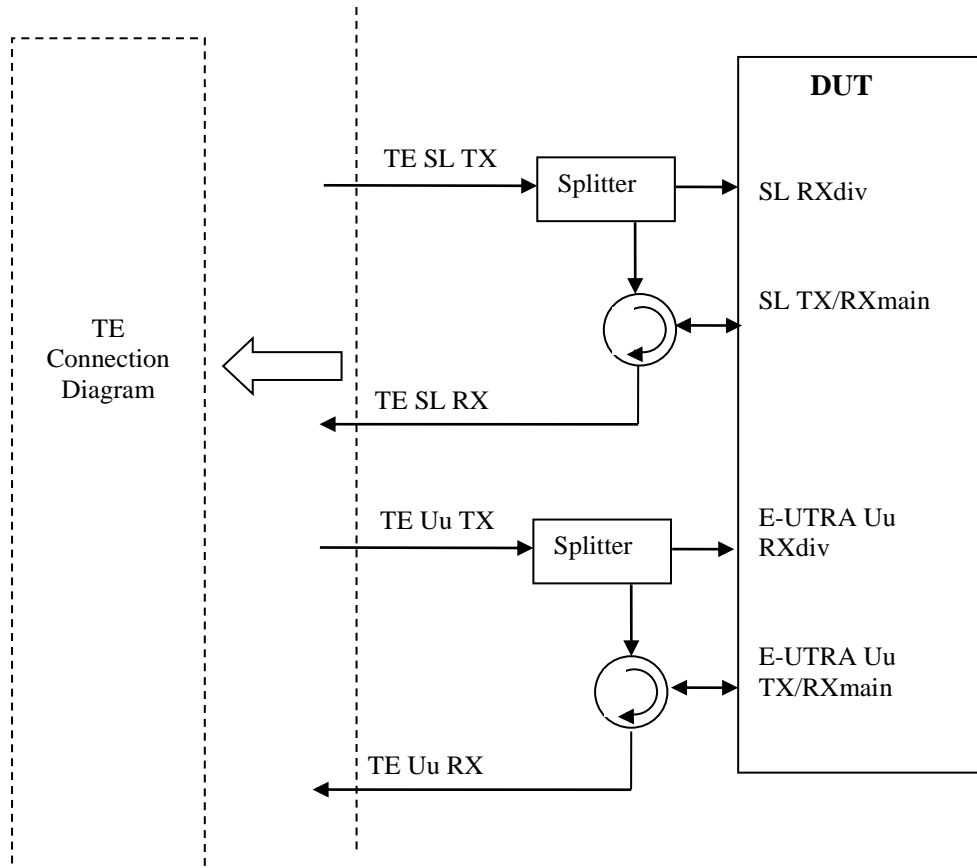 DUT
TE SL TX
Splitter
SL RXdiv
SL TX/RXmain
TE
Connection
Diagram
TE SL RX
TE Uu TX
Splitter
E-UTRA Uu
RXdiv
E-UTRA Uu
TX/RXmain
TE Uu RX